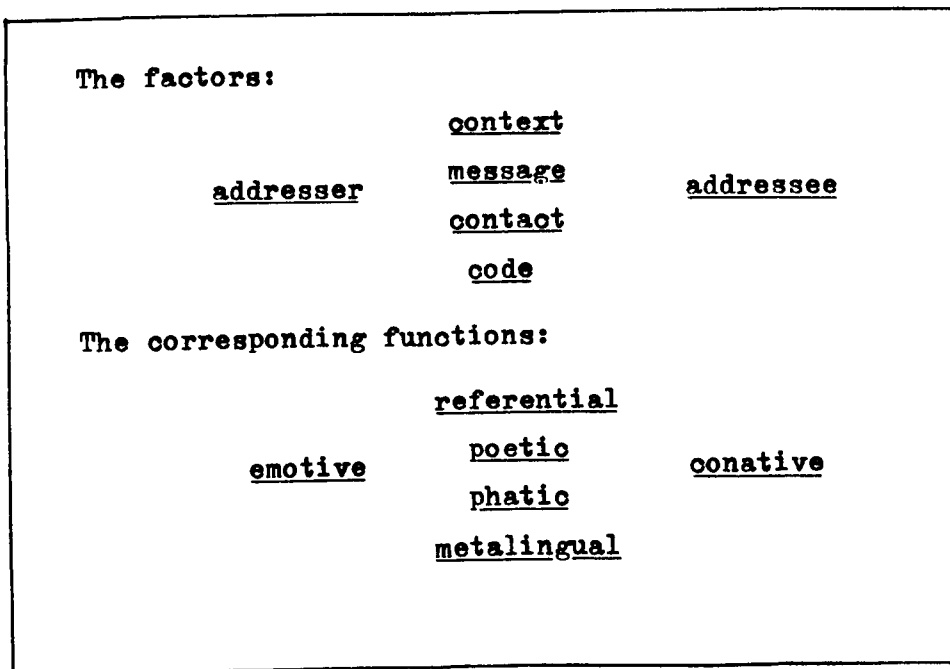 The factors:
context
message
addresser addressee
contact
code
The corresponding functions:
referential
poetic
emotive conative
phatic
metalingual